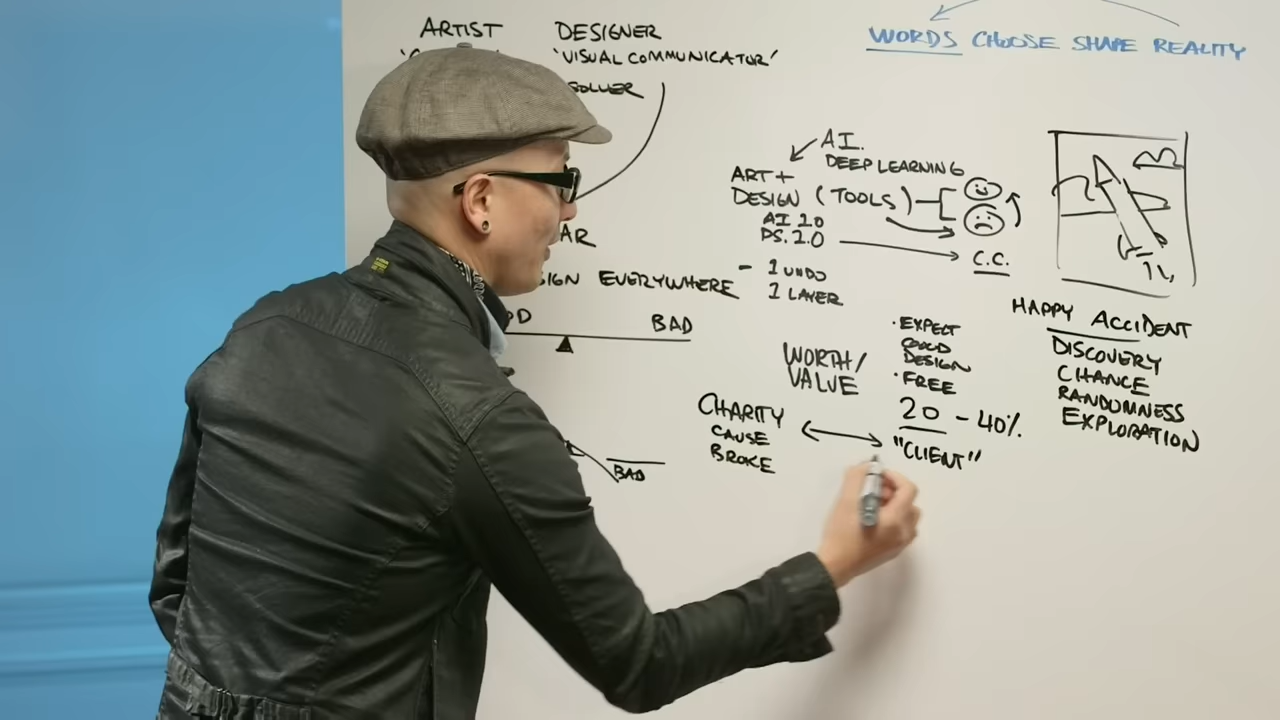 ARTIST
DESIGNER
'VISUAL COMMUNICATOR'
WORDS CHOOSE SHAPE REALITY
A.I.
DEEP LEARNING
ART +
DESIGN (TOOLS)
AI 2.0
PS. 2.0
C.C.
EVERYWHERE
- 1 UNDO
1 LAYER
BAD
WORTH/
VALUE
• EXPECT
GOOD
DESIGN
• FREE
20 - 40%
CHARITY
CAUSE
BROKE
"CLIENT"
BAD
HAPPY ACCIDENT
DISCOVERY
CHANCE
RANDOMNESS
EXPLORATION